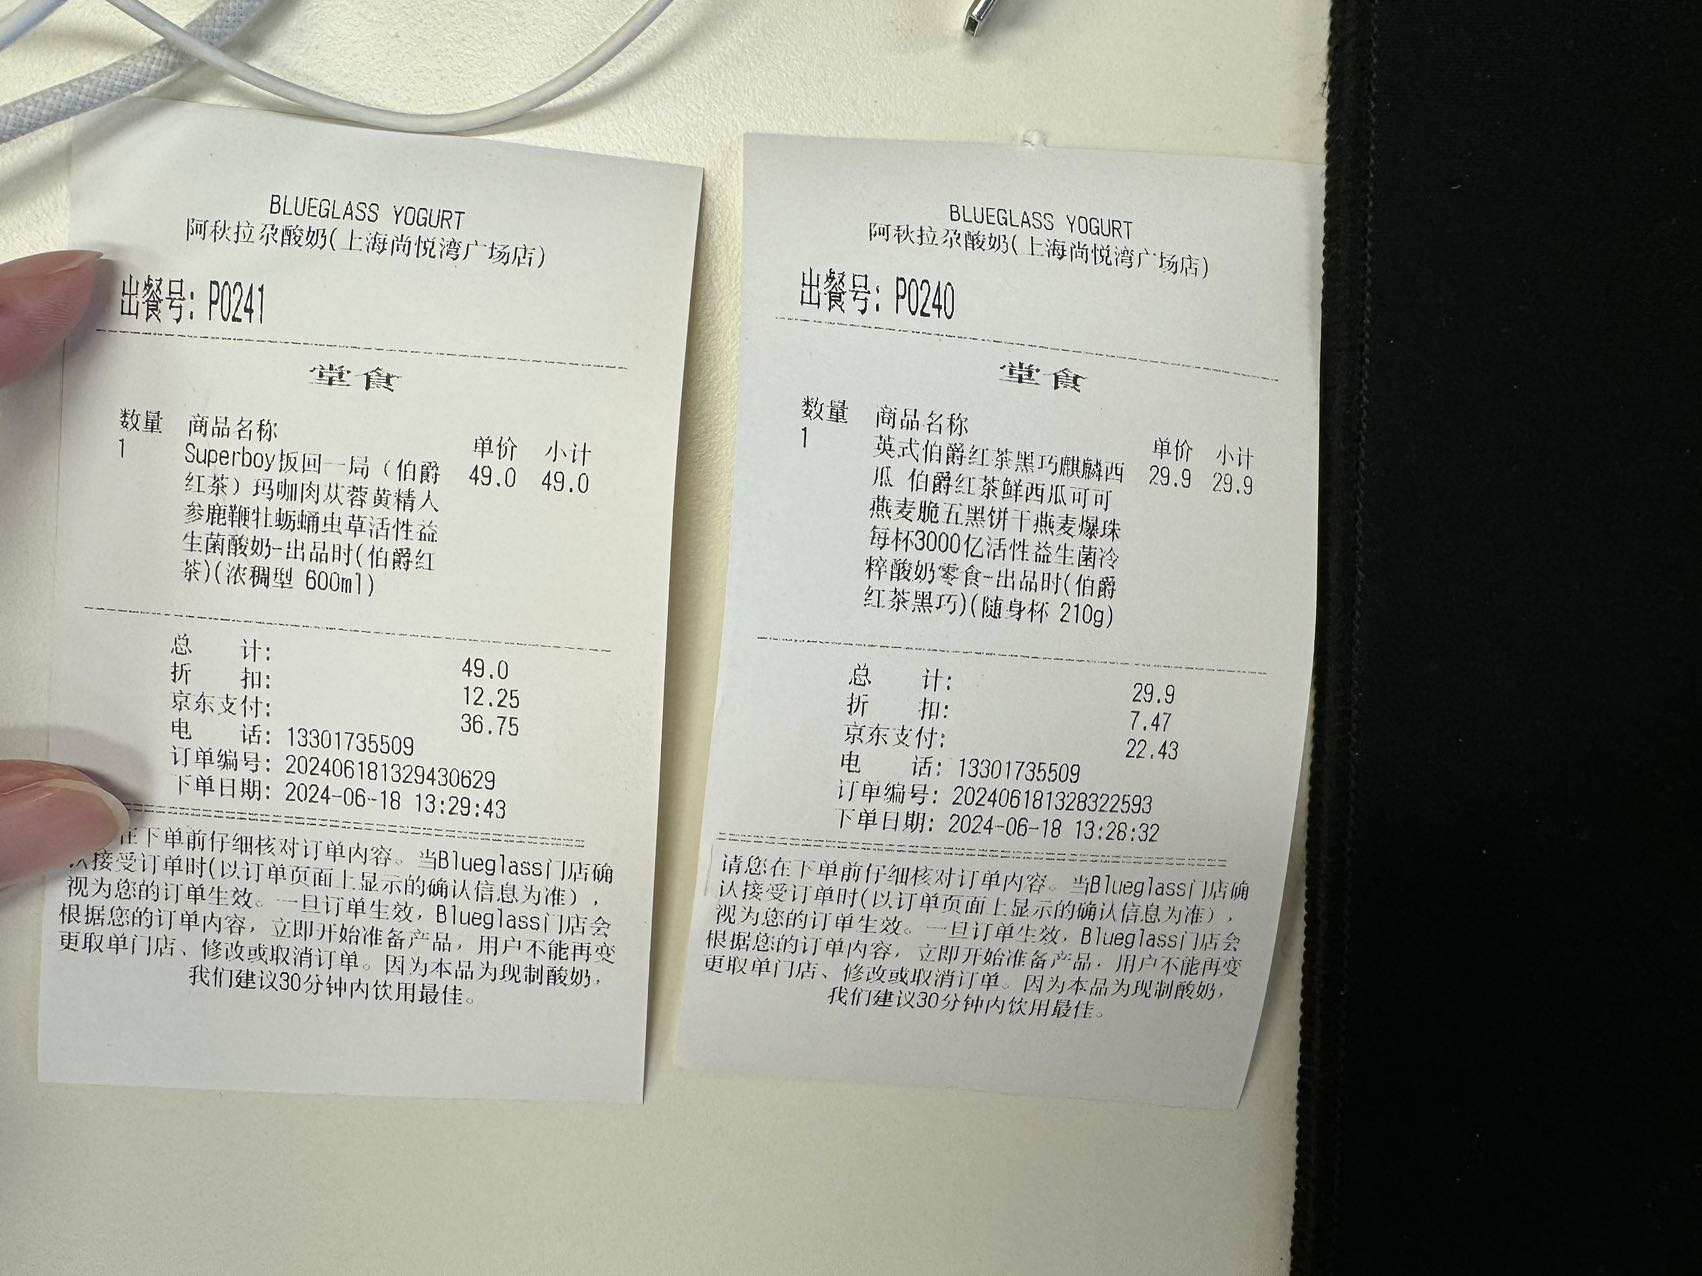 BLUEGLASS YOGURT
阿秋拉尕酸奶(上海尚悦湾广场店)
出餐号: P0241
堂食
数量 商品名称 单价 小计
1 Superboy扳回一局（伯爵 49.0 49.0
红茶）玛咖肉苁蓉黄精人
参鹿鞭牡蛎蛹虫草活性益
生菌酸奶-出品时(伯爵红
茶)(浓稠型 600ml)
总 计: 49.0
折 扣: 12.25
京东支付: 36.75
电 话: 13301735509
订单编号: 202406181329430629
下单日期: 2024-06-18 13:29:43
在下单前仔细核对订单内容。当Blueglass门店确
认接受订单时(以订单页面上显示的确认信息为准),
视为您的订单生效。一旦订单生效, Blueglass门店会
根据您的订单内容, 立即开始准备产品, 用户不能再变
更取单门店、修改或取消订单。因为本品为现制酸奶,
我们建议30分钟内饮用最佳。
BLUEGLASS YOGURT
阿秋拉尕酸奶(上海尚悦湾广场店)
出餐号: P0240
堂食
数量 商品名称 单价 小计
1 英式伯爵红茶黑巧麒麟西 29.9 29.9
瓜 伯爵红茶鲜西瓜可可
燕麦脆五黑饼干燕麦爆珠
每杯3000亿活性益生菌冷
粹酸奶零食-出品时(伯爵
红茶黑巧)(随身杯 210g)
总 计: 29.9
折 扣: 7.47
京东支付: 22.43
电 话: 13301735509
订单编号: 202406181328322593
下单日期: 2024-06-18 13:28:32
请您在下单前仔细核对订单内容。当Blueglass门店确
认接受订单时(以订单页面上显示的确认信息为准),
视为您的订单生效。一旦订单生效, Blueglass门店会
根据您的订单内容, 立即开始准备产品, 用户不能再变
更取单门店、修改或取消订单。因为本品为现制酸奶,
我们建议30分钟内饮用最佳。